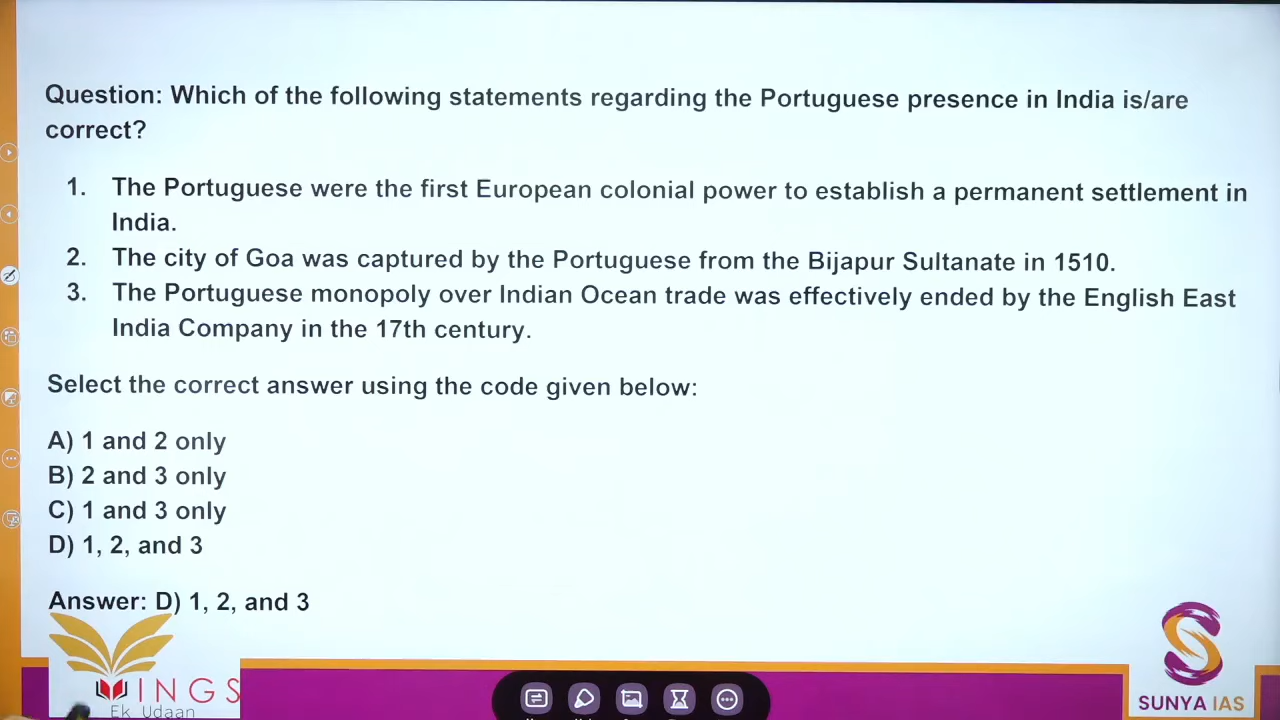 Question: Which of the following statements regarding the Portuguese presence in India is/are
correct?
1. The Portuguese were the first European colonial power to establish a permanent settlement in
India.
2. The city of Goa was captured by the Portuguese from the Bijapur Sultanate in 1510.
3. The Portuguese monopoly over Indian Ocean trade was effectively ended by the English East
India Company in the 17th century.
Select the correct answer using the code given below:
A) 1 and 2 only
B) 2 and 3 only
C) 1 and 3 only
D) 1, 2, and 3
Answer: D) 1, 2, and 3
WINGS
Ek Udaan
SUNYA IAS